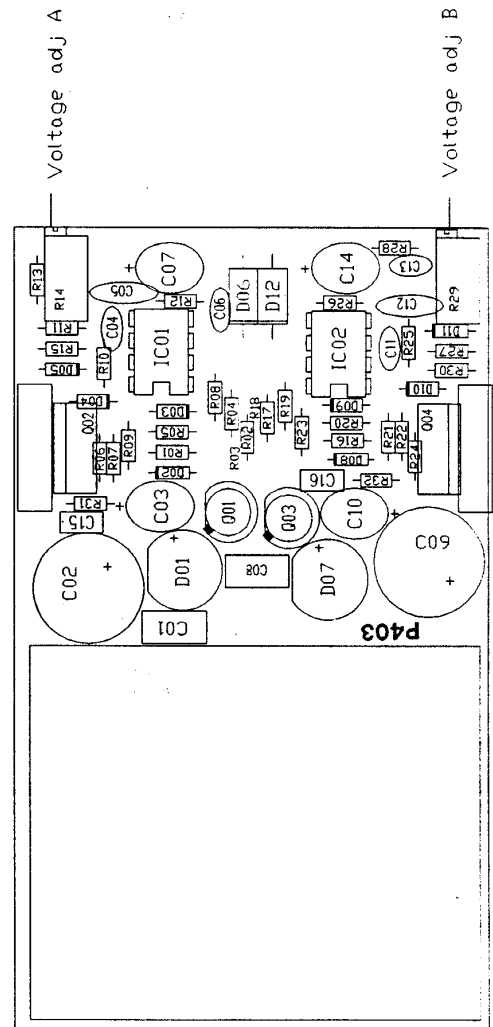 Voltage adj A
Voltage adj B
R13
R14
C05
C07
C14
R28
C13
R29
R12
C06
D06
D12
R26
C12
R11
R15
D05
C04
R10
IC01
IC02
C11
R25
D11
R27
R30
D04
Q02
D03
R05
R01
D02
R08
R04
R02
R03
R18
R17
R19
R23
D09
R20
R16
D08
D10
Q04
R21
R22
R24
R06
R07
R09
R31
C15
C03
Q01
Q03
C16
C10
R32
C02
D01
C08
D07
C09
C01
P403